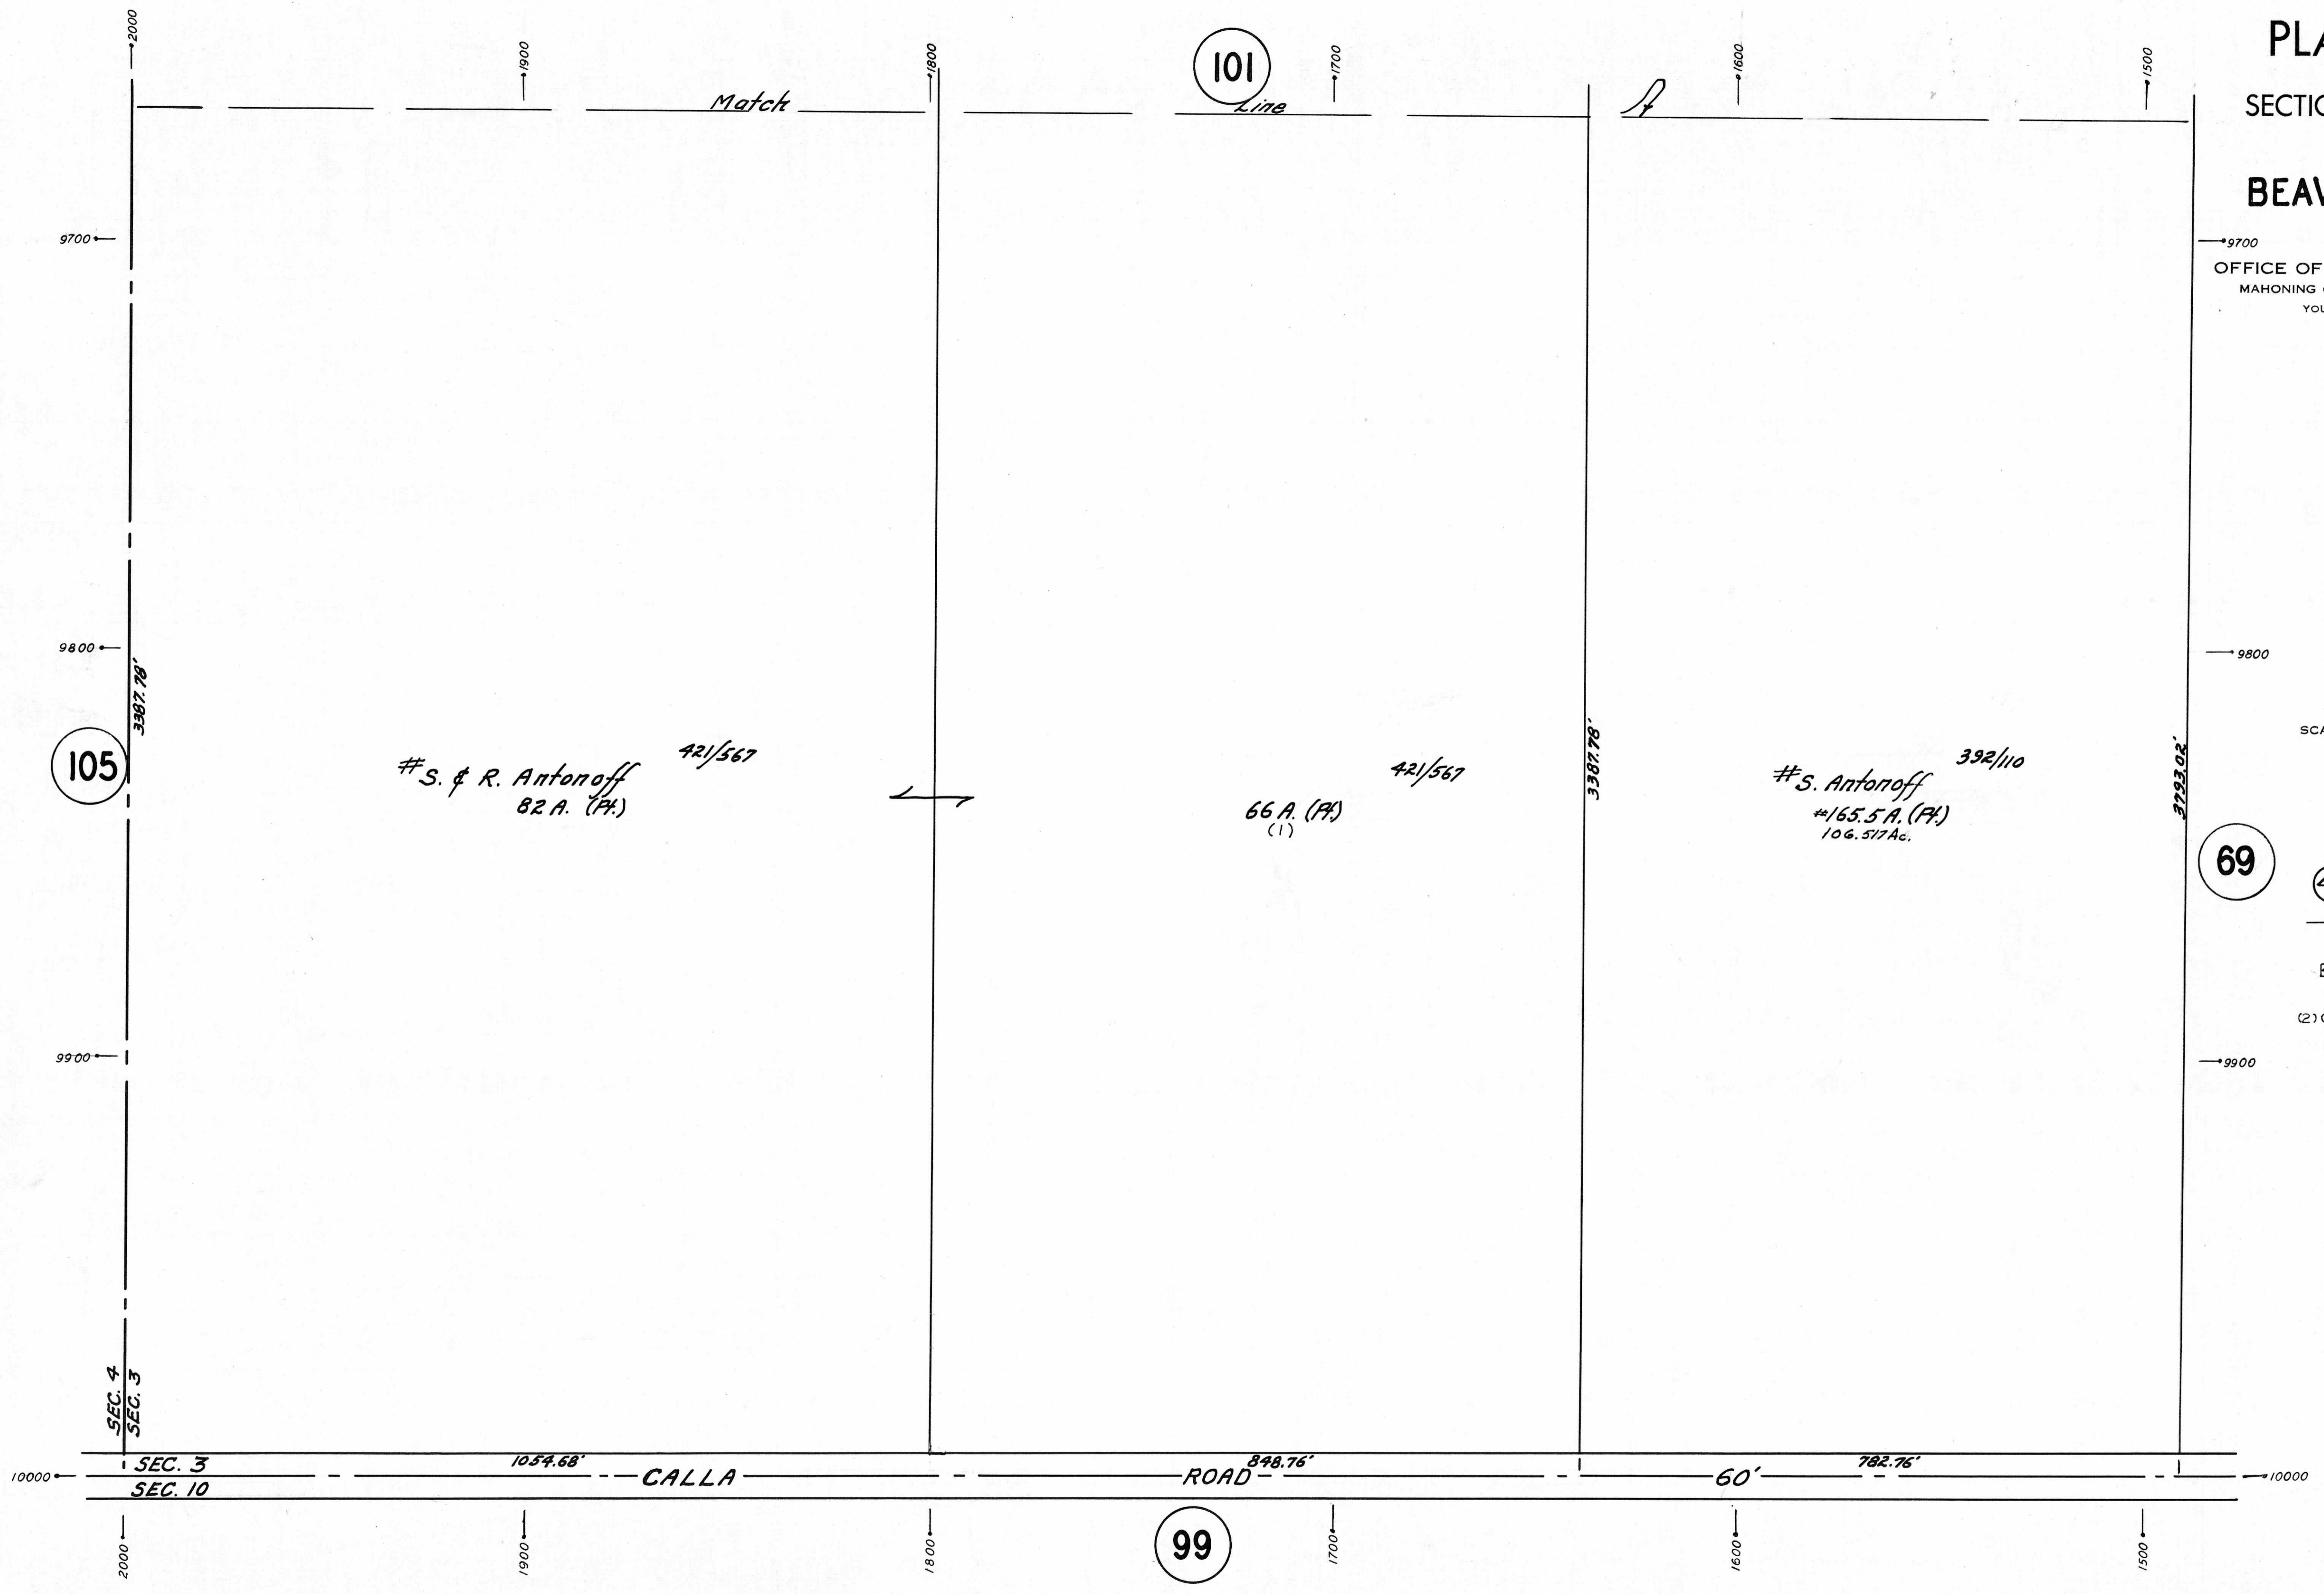 2000
1900
1800
101
1700
1600
1500
PLA
Match Line
SECTIO
BEAV
9700
9700
OFFICE OF
MAHONING
YOU
9800
9800
3387.78'
3387.78'
3793.02'
SCA
105
#S. & R. Antonoff
421/567
82 A. (Pt.)
421/567
66 A. (Pt.)
(1)
#S. Antonoff
392/110
#165.5 A. (Pt.)
106.517 Ac.
69
(2)
9900
9900
SEC. 4
SEC. 3
SEC. 3
1054.68'
848.76'
782.76'
10000
CALLA ROAD 60'
10000
SEC. 10
2000
1900
1800
99
1700
1600
1500